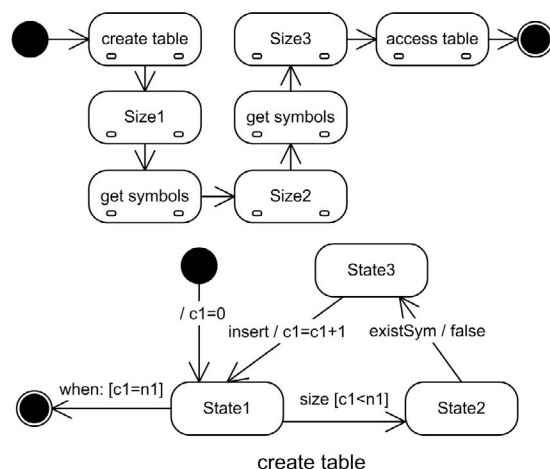 create table
Size3
access table
Size1
get symbols
get symbols
Size2
State3
/ c1=0
insert / c1=c1+1
existSym / false
when: [c1=n1]
State1
size [c1<n1]
State2
create table